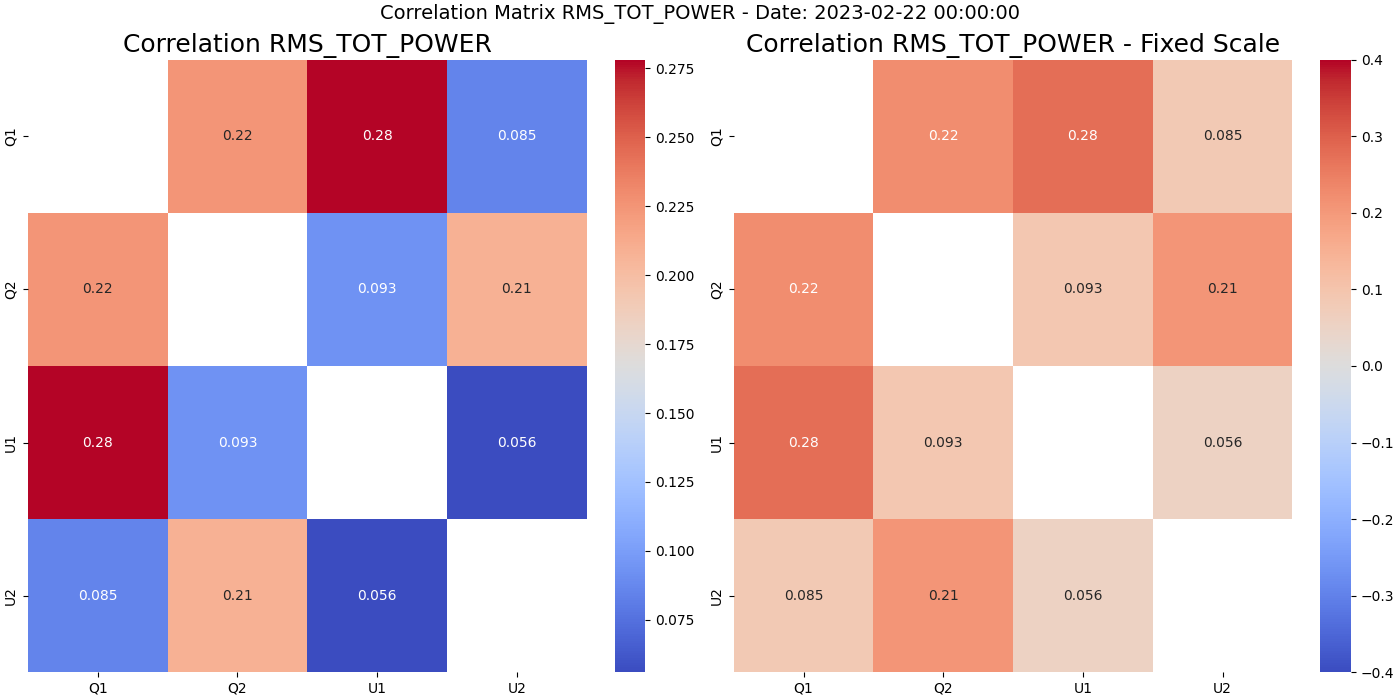 Correlation Matrix RMS_TOT_POWER - Date: 2023-02-22 00:00:00
Correlation RMS_TOT_POWER
Q1
0.22
0.28
0.085
Q2
0.22
0.093
0.21
U1
0.28
0.093
0.056
U2
0.085
0.21
0.056
Q1
Q2
U1
U2
0.275
0.250
0.225
0.200
0.175
0.150
0.125
0.100
0.075
Correlation RMS_TOT_POWER - Fixed Scale
Q1
0.22
0.28
0.085
Q2
0.22
0.093
0.21
U1
0.28
0.093
0.056
U2
0.085
0.21
0.056
Q1
Q2
U1
U2
0.4
0.3
0.2
0.1
0.0
−0.1
−0.2
−0.3
−0.4